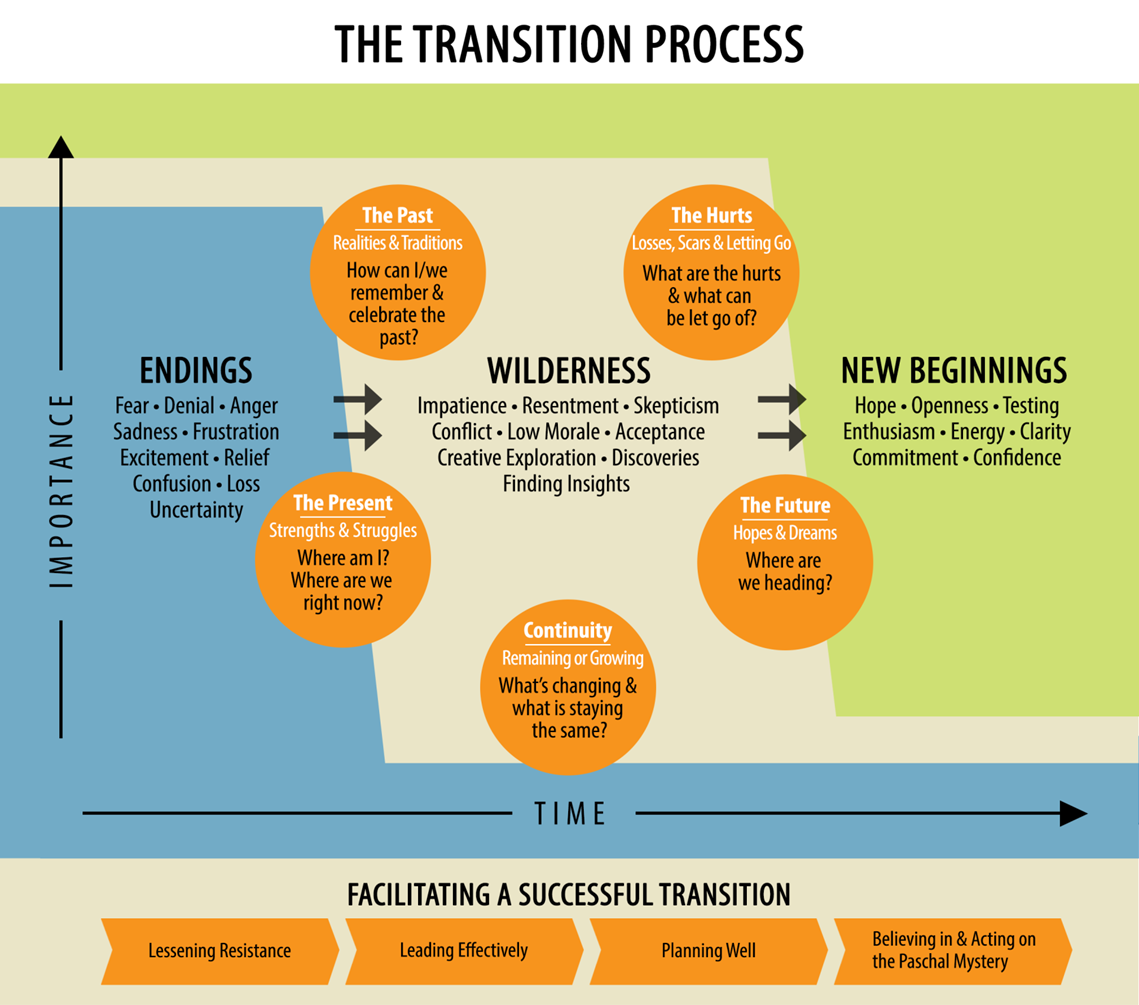 THE TRANSITION PROCESS
IMPORTANCE
The Past
Realities & Traditions
How can I/we
remember &
celebrate the
past?
The Hurts
Losses, Scars & Letting Go
What are the hurts
& what can
be let go of?
ENDINGS
Fear • Denial • Anger
Sadness • Frustration
Excitement • Relief
Confusion • Loss
Uncertainty
WILDERNESS
Impatience • Resentment • Skepticism
Conflict • Low Morale • Acceptance
Creative Exploration • Discoveries
Finding Insights
NEW BEGINNINGS
Hope • Openness • Testing
Enthusiasm • Energy • Clarity
Commitment • Confidence
The Present
Strengths & Struggles
Where am I?
Where are we
right now?
The Future
Hopes & Dreams
Where are
we heading?
Continuity
Remaining or Growing
What's changing &
what is staying
the same?
TIME
FACILITATING A SUCCESSFUL TRANSITION
Lessening Resistance
Leading Effectively
Planning Well
Believing in & Acting on
the Paschal Mystery